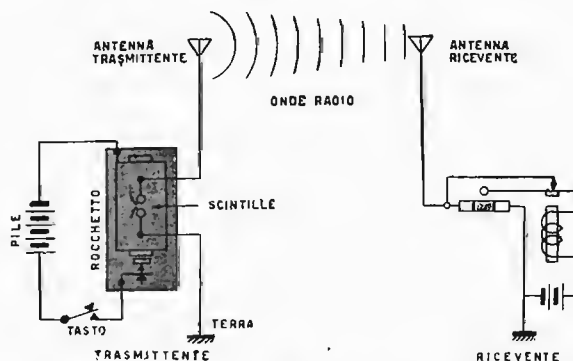 ANTENNA
TRASMITTENTE
ANTENNA
RICEVENTE
ONDE RADIO
PILE
ROCCHETTO
SCINTILLE
TASTO
TERRA
TRASMITTENTE
RICEVENTE